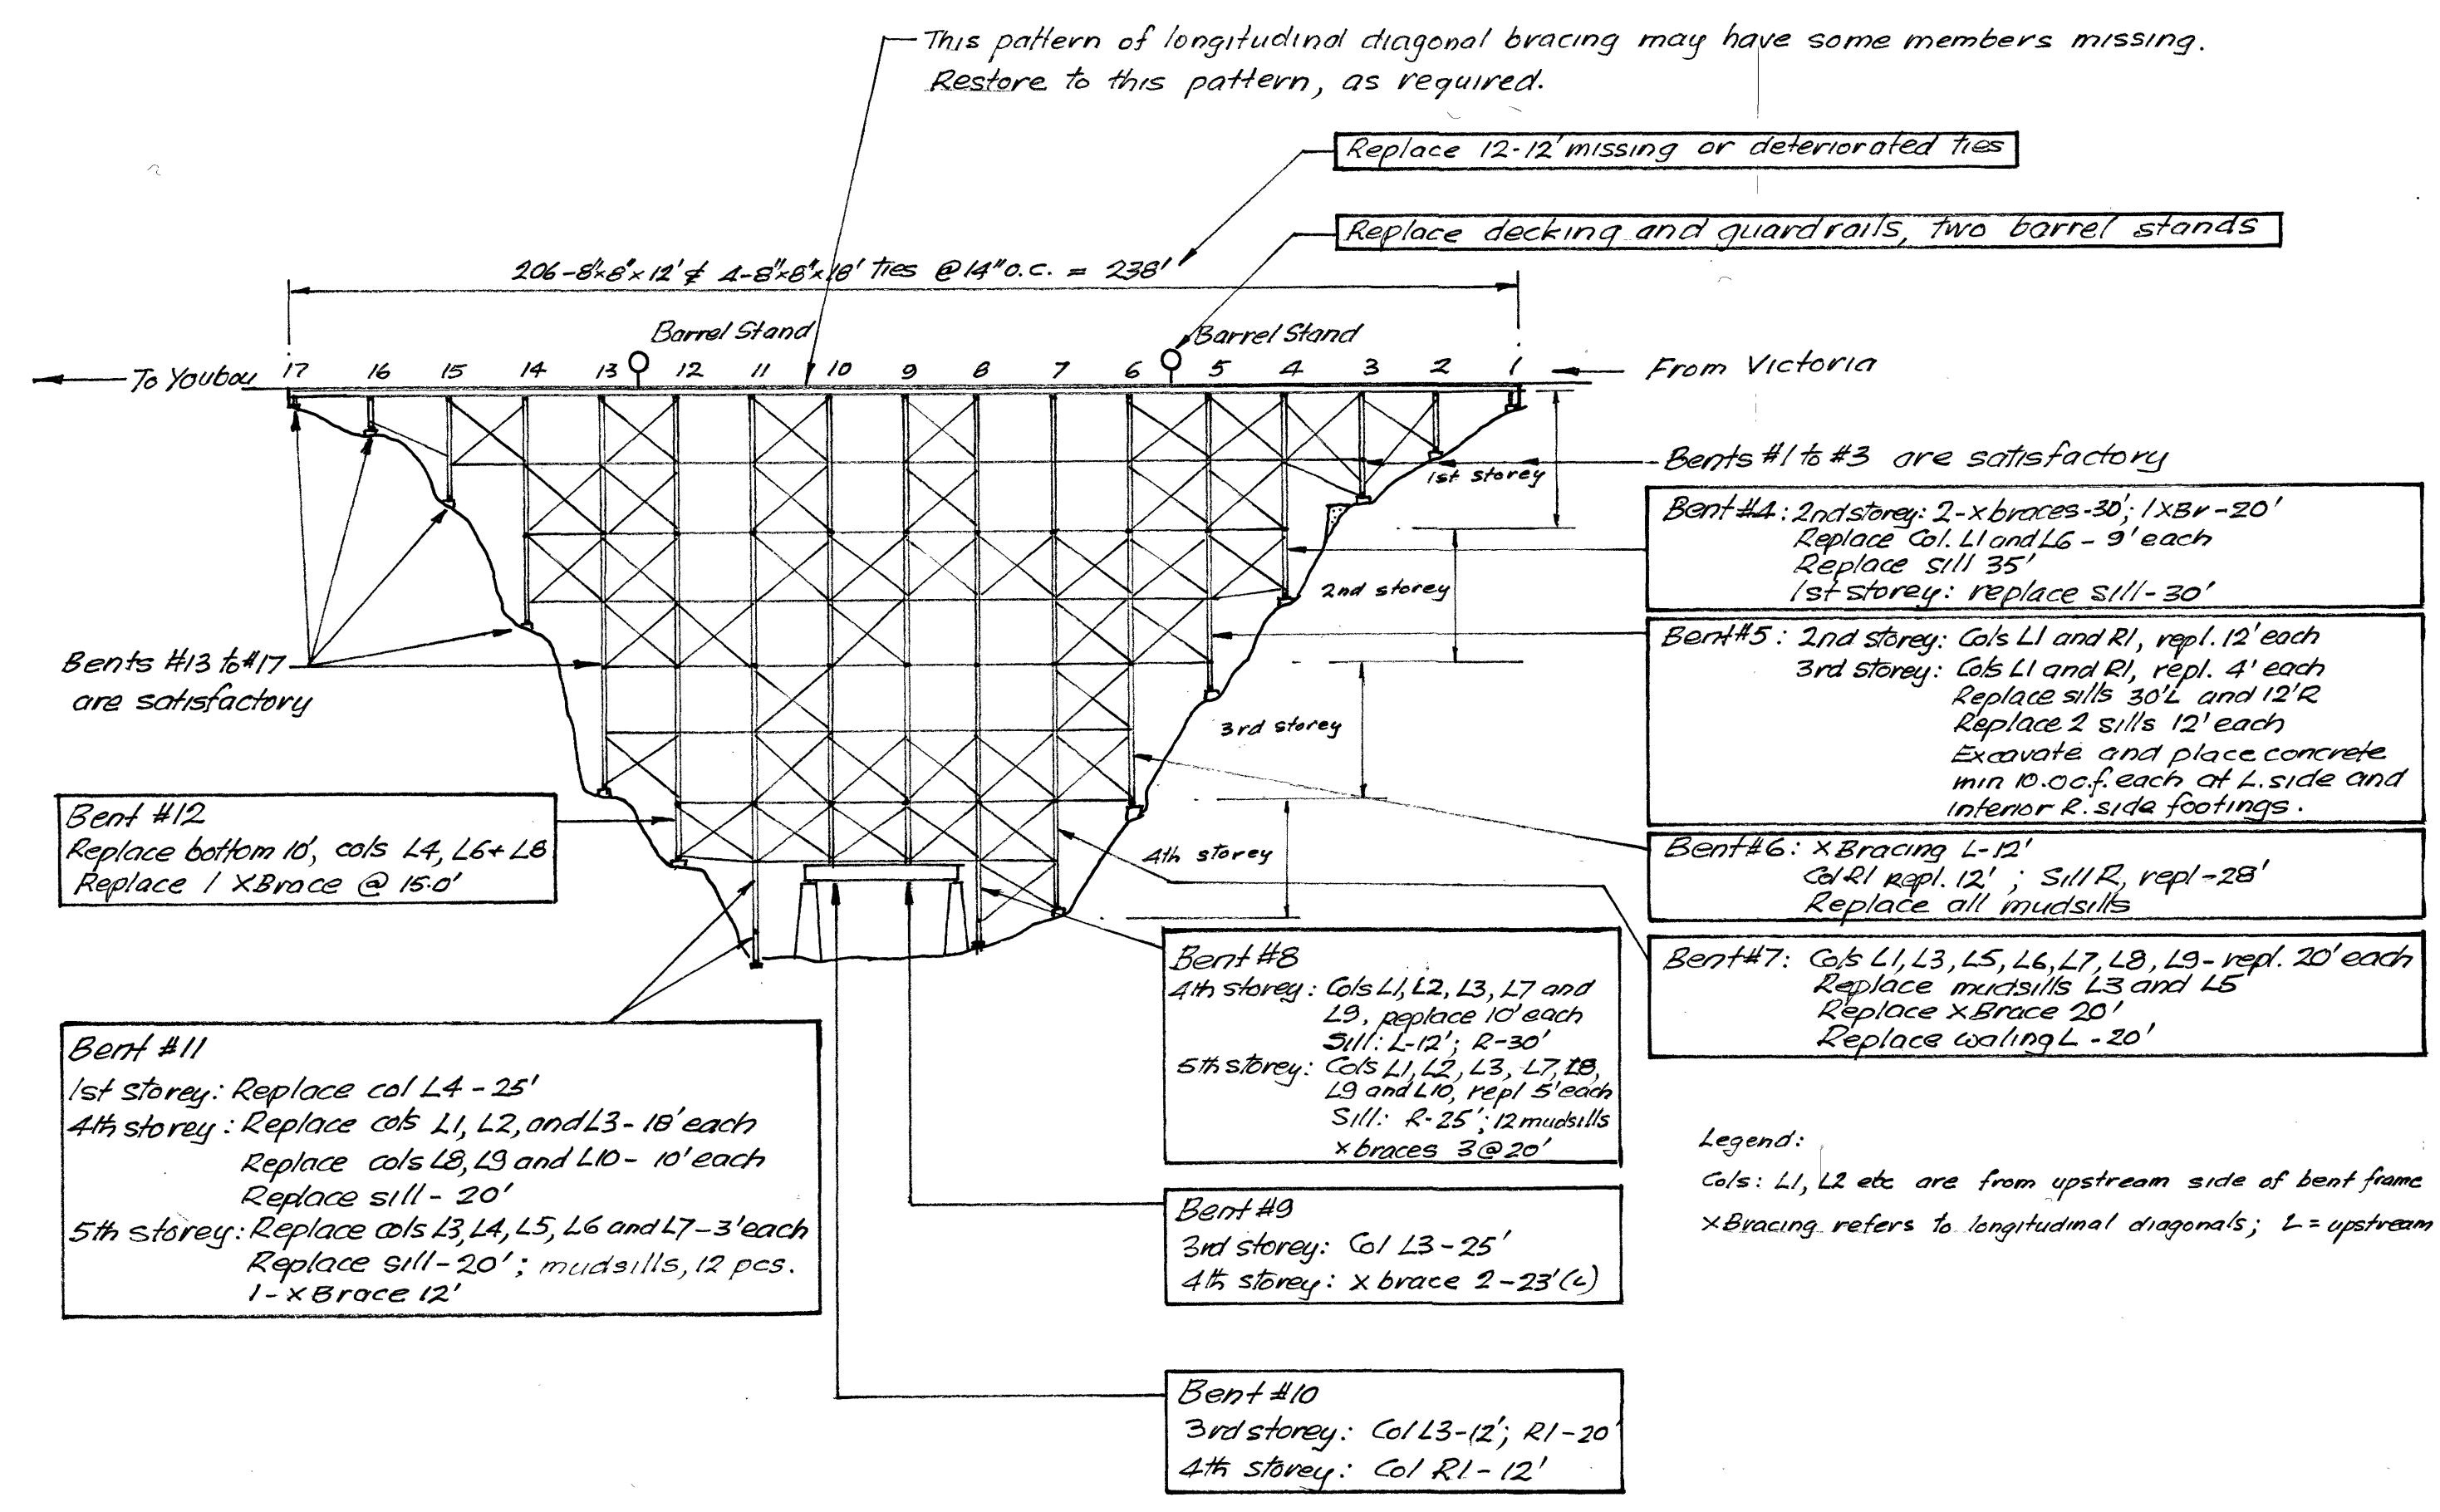 This pattern of longitudinal diagonal bracing may have some members missing.
Restore to this pattern, as required.
Replace 12-12' missing or deteriorated ties
Replace decking and guardrails, two barrel stands
206-8"x8"x12' & 4-8"x8"x18' ties @14"o.c. = 238'
Barrel Stand
Barrel Stand
To Youbou
17 16 15 14 13 12 11 10 9 8 7 6 5 4 3 2 1
From Victoria
Bents #1 to #3 are satisfactory
1st storey
2nd storey
3rd storey
4th storey
Bent #4: 2nd storey: 2-x braces-30'; 1 XBr-20'
Replace Col. L1 and L6 - 9' each
Replace sill 35'
1st storey: replace sill-30'
Bent #5: 2nd storey: Cols L1 and R1, repl. 12' each
3rd storey: Cols L1 and R1, repl. 4' each
Replace sills 30'L and 12'R
Replace 2 sills 12' each
Excavate and place concrete
min 10.0c.f. each at L. side and
interior R. side footings.
Bent #6: XBracing L-12'
Col R1 repl. 12' ; Sill R, repl-28'
Replace all mudsills
Bent #7: Cols L1, L3, L5, L6, L7, L8, L9- repl. 20' each
Replace mudsills L3 and L5
Replace XBrace 20'
Replace waling L-20'
Bents #13 to #17
are satisfactory
Bent #12
Replace bottom 10', cols L4, L6+ L8
Replace 1 XBrace @ 15.0'
Bent #11
1st storey: Replace col L4 - 25'
4th storey: Replace cols L1, L2, and L3-18' each
Replace cols L8, L9 and L10- 10' each
Replace sill- 20'
5th storey: Replace cols L3, L4, L5, L6 and L7-3' each
Replace sill-20'; mudsills, 12 pcs.
1-XBrace 12'
Bent #8
4th storey: Cols L1, L2, L3, L7 and
L9, replace 10' each
Sill: L-12'; R-30'
5th storey: Cols L1, L2, L3, L7, L8,
L9 and L10, repl 5' each
Sill: R-25'; 12 mudsills
x braces 3@20'
Bent #9
3rd storey: Col L3-25'
4th storey: x brace 2-23'(L)
Bent #10
3rd storey: Col L3-12'; R1-20'
4th storey: Col R1-12'
Legend:
Cols: L1, L2 etc are from upstream side of bent frame
XBracing refers to longitudinal diagonals; L=upstream